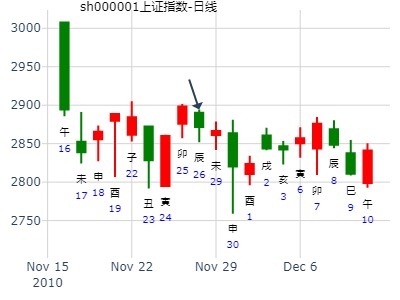 sh000001上证指数-日线
3000
2950
2900
2850
2800
2750
午
16
未
17
申
18
酉
19
子
22
丑
23
寅
24
卯
25
辰
26
未
29
申
30
酉
1
戌
2
亥
3
寅
6
卯
7
辰
8
巳
9
午
10
Nov 15
2010
Nov 22
Nov 29
Dec 6